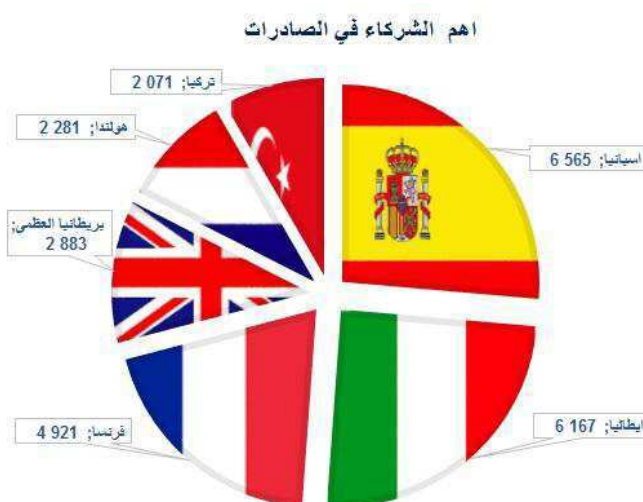 اهم الشركاء في الصادرات
تركيا; 2 071
هولندا; 2 281
اسبانيا; 6 565
بريطانيا العظمى;
2 883
فرنسا; 4 921
ايطاليا; 6 167